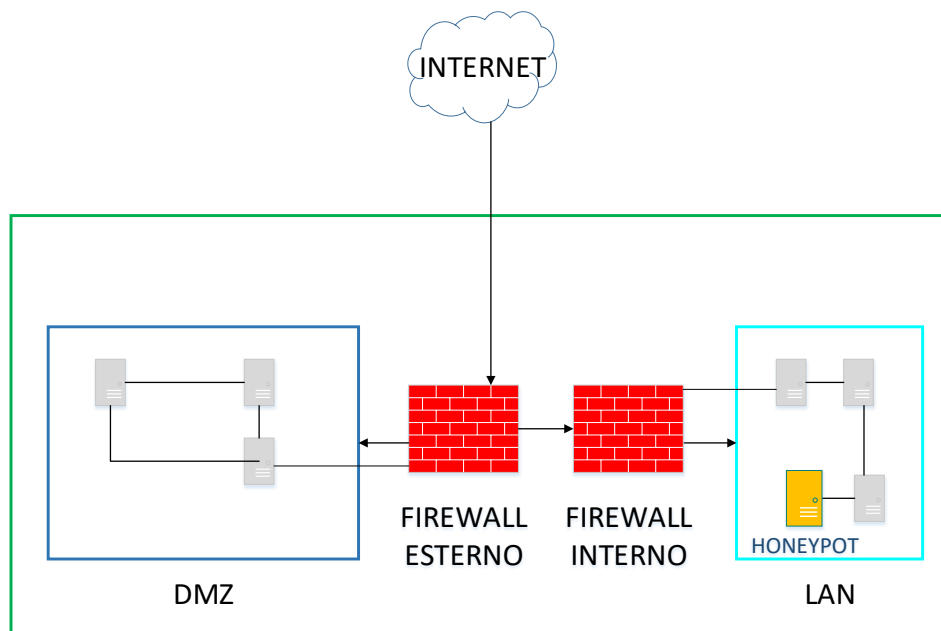 INTERNET
FIREWALL
ESTERNO
FIREWALL
INTERNO
HONEYPOT
DMZ
LAN